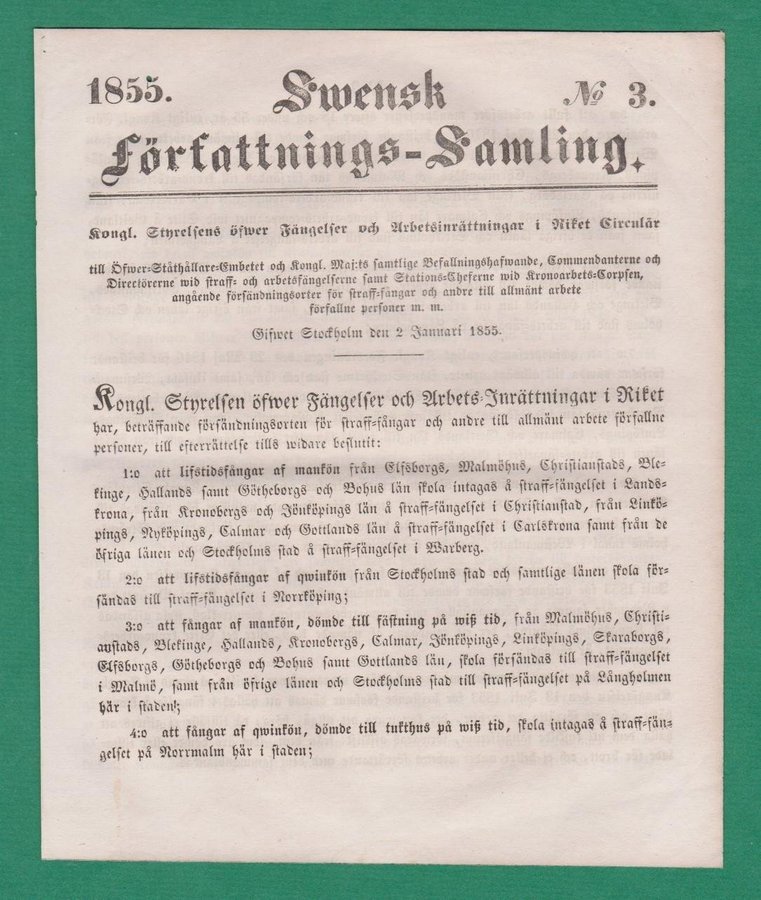 1855. Swensk № 3.
Författnings-Samling.
Kongl. Styrelsens öfwer Fängelser och Arbetsinrättningar i Riket Circulär
till Öfwer-Ståthållare-Embetet och Kongl. Maj:ts samtlige Befallningshafwande, Commendanterne och
Directörerne wid straff- och arbetsfängelserne samt Stations-Cheferne wid Kronoarbets-Corpsen,
angående försändningsorter för straff-fångar och andre till allmänt arbete
förfallne personer m. m.
Gifwet Stockholm den 2 Januari 1855.
Kongl. Styrelsen öfwer Fängelser och Arbets-Inrättningar i Riket
har, beträffande försändningsorten för straff-fångar och andre till allmänt arbete förfallne
personer, till efterrättelse tills widare beslutit:
1:o att lifstidsfångar af mankön från Elfsborgs, Malmöhus, Christianstads, Ble-
kinge, Hallands samt Götheborgs och Bohus län skola intagas å straff-fängelset i Lands-
krona, från Kronobergs och Jönköpings län å straff-fängelset i Christianstad, från Linkö-
pings, Nyköpings, Calmar och Gottlands län å straff-fängelset i Carlskrona samt från de
öfriga länen och Stockholms stad å straff-fängelset i Warberg.
2:o att lifstidsfångar af qwinkön från Stockholms stad och samtlige länen skola för-
sändas till straff-fängelset i Norrköping;
3:o att fångar af mankön, dömde till fästning på wiß tid, från Malmöhus, Christi-
anstads, Blekinge, Hallands, Kronobergs, Calmar, Jönköpings, Linköpings, Skaraborgs,
Elfsborgs, Götheborgs och Bohus samt Gottlands län, skola försändas till straff-fängelset
i Malmö, samt från öfrige länen och Stockholms stad till straff-fängelset på Långholmen
här i staden;
4:o att fångar af qwinkön, dömde till tukthus på wiß tid, skola intagas å straff-fän-
gelset på Norrmalm här i staden;